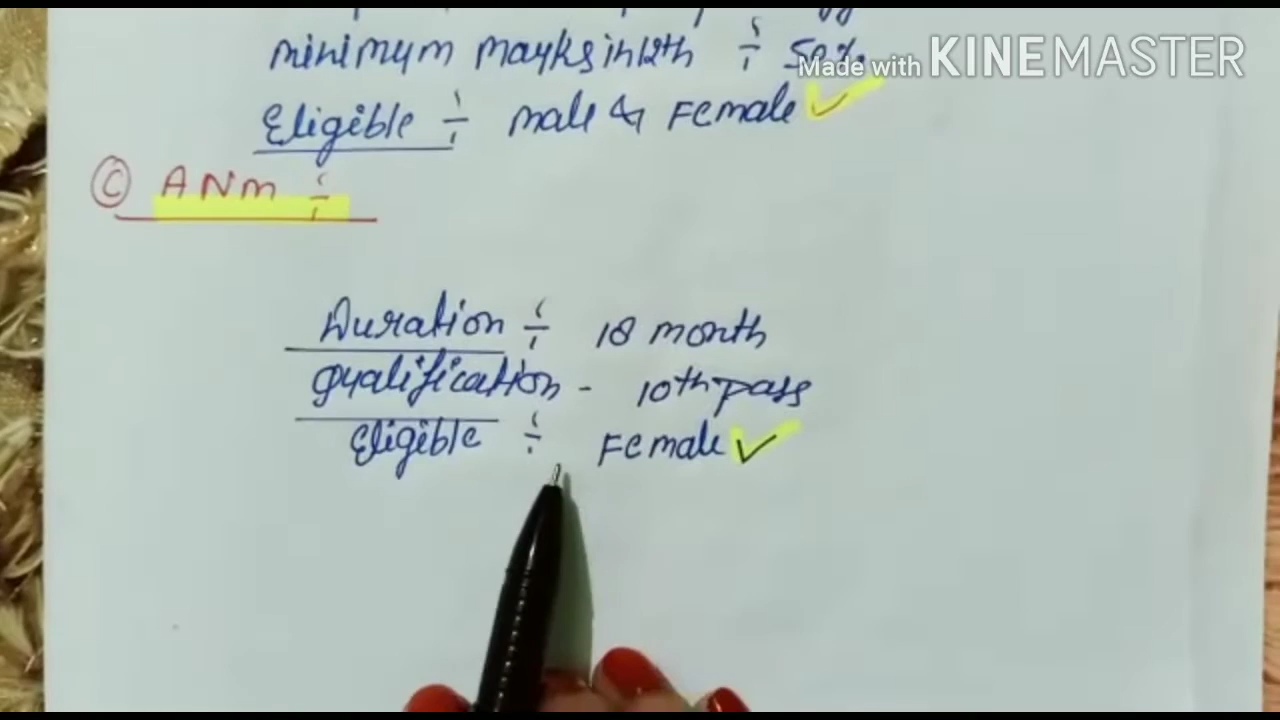 minimum marks in 12th ÷ 50%
Made with KINEMASTER
Eligible ÷ male & Female ✓
Ⓒ ANM ÷
Duration ÷ 18 month
Qualification - 10th pass
Eligible ÷ Female ✓